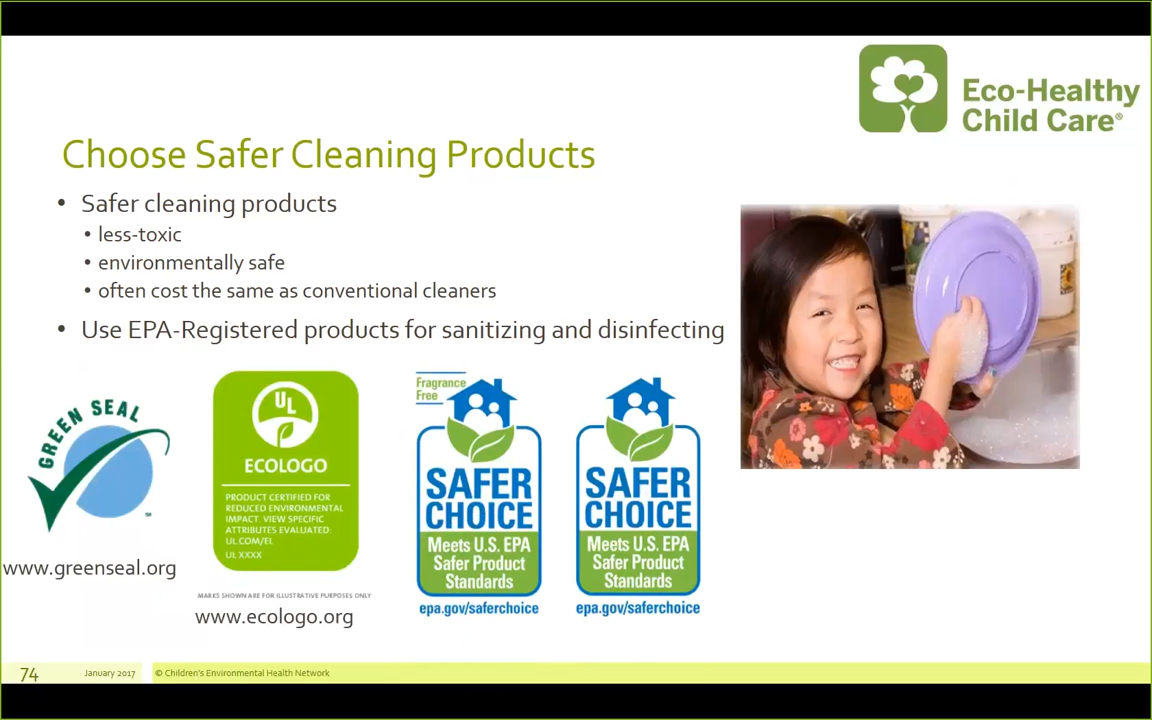 Eco-Healthy
Child Care®
Choose Safer Cleaning Products
• Safer cleaning products
• less-toxic
• environmentally safe
• often cost the same as conventional cleaners
• Use EPA-Registered products for sanitizing and disinfecting
GREEN SEAL
SM
www.greenseal.org
UL
ECOLOGO
PRODUCT CERTIFIED FOR
REDUCED ENVIRONMENTAL
IMPACT. VIEW SPECIFIC
ATTRIBUTES EVALUATED:
UL.COM/EL
UL XXXX
MARKS SHOWN ARE FOR ILLUSTRATIVE PURPOSES ONLY
www.ecologo.org
Fragrance
Free
SAFER
CHOICE
Meets U.S. EPA
Safer Product
Standards
epa.gov/saferchoice
SAFER
CHOICE
Meets U.S. EPA
Safer Product
Standards
epa.gov/saferchoice
74
January 2017
© Children's Environmental Health Network